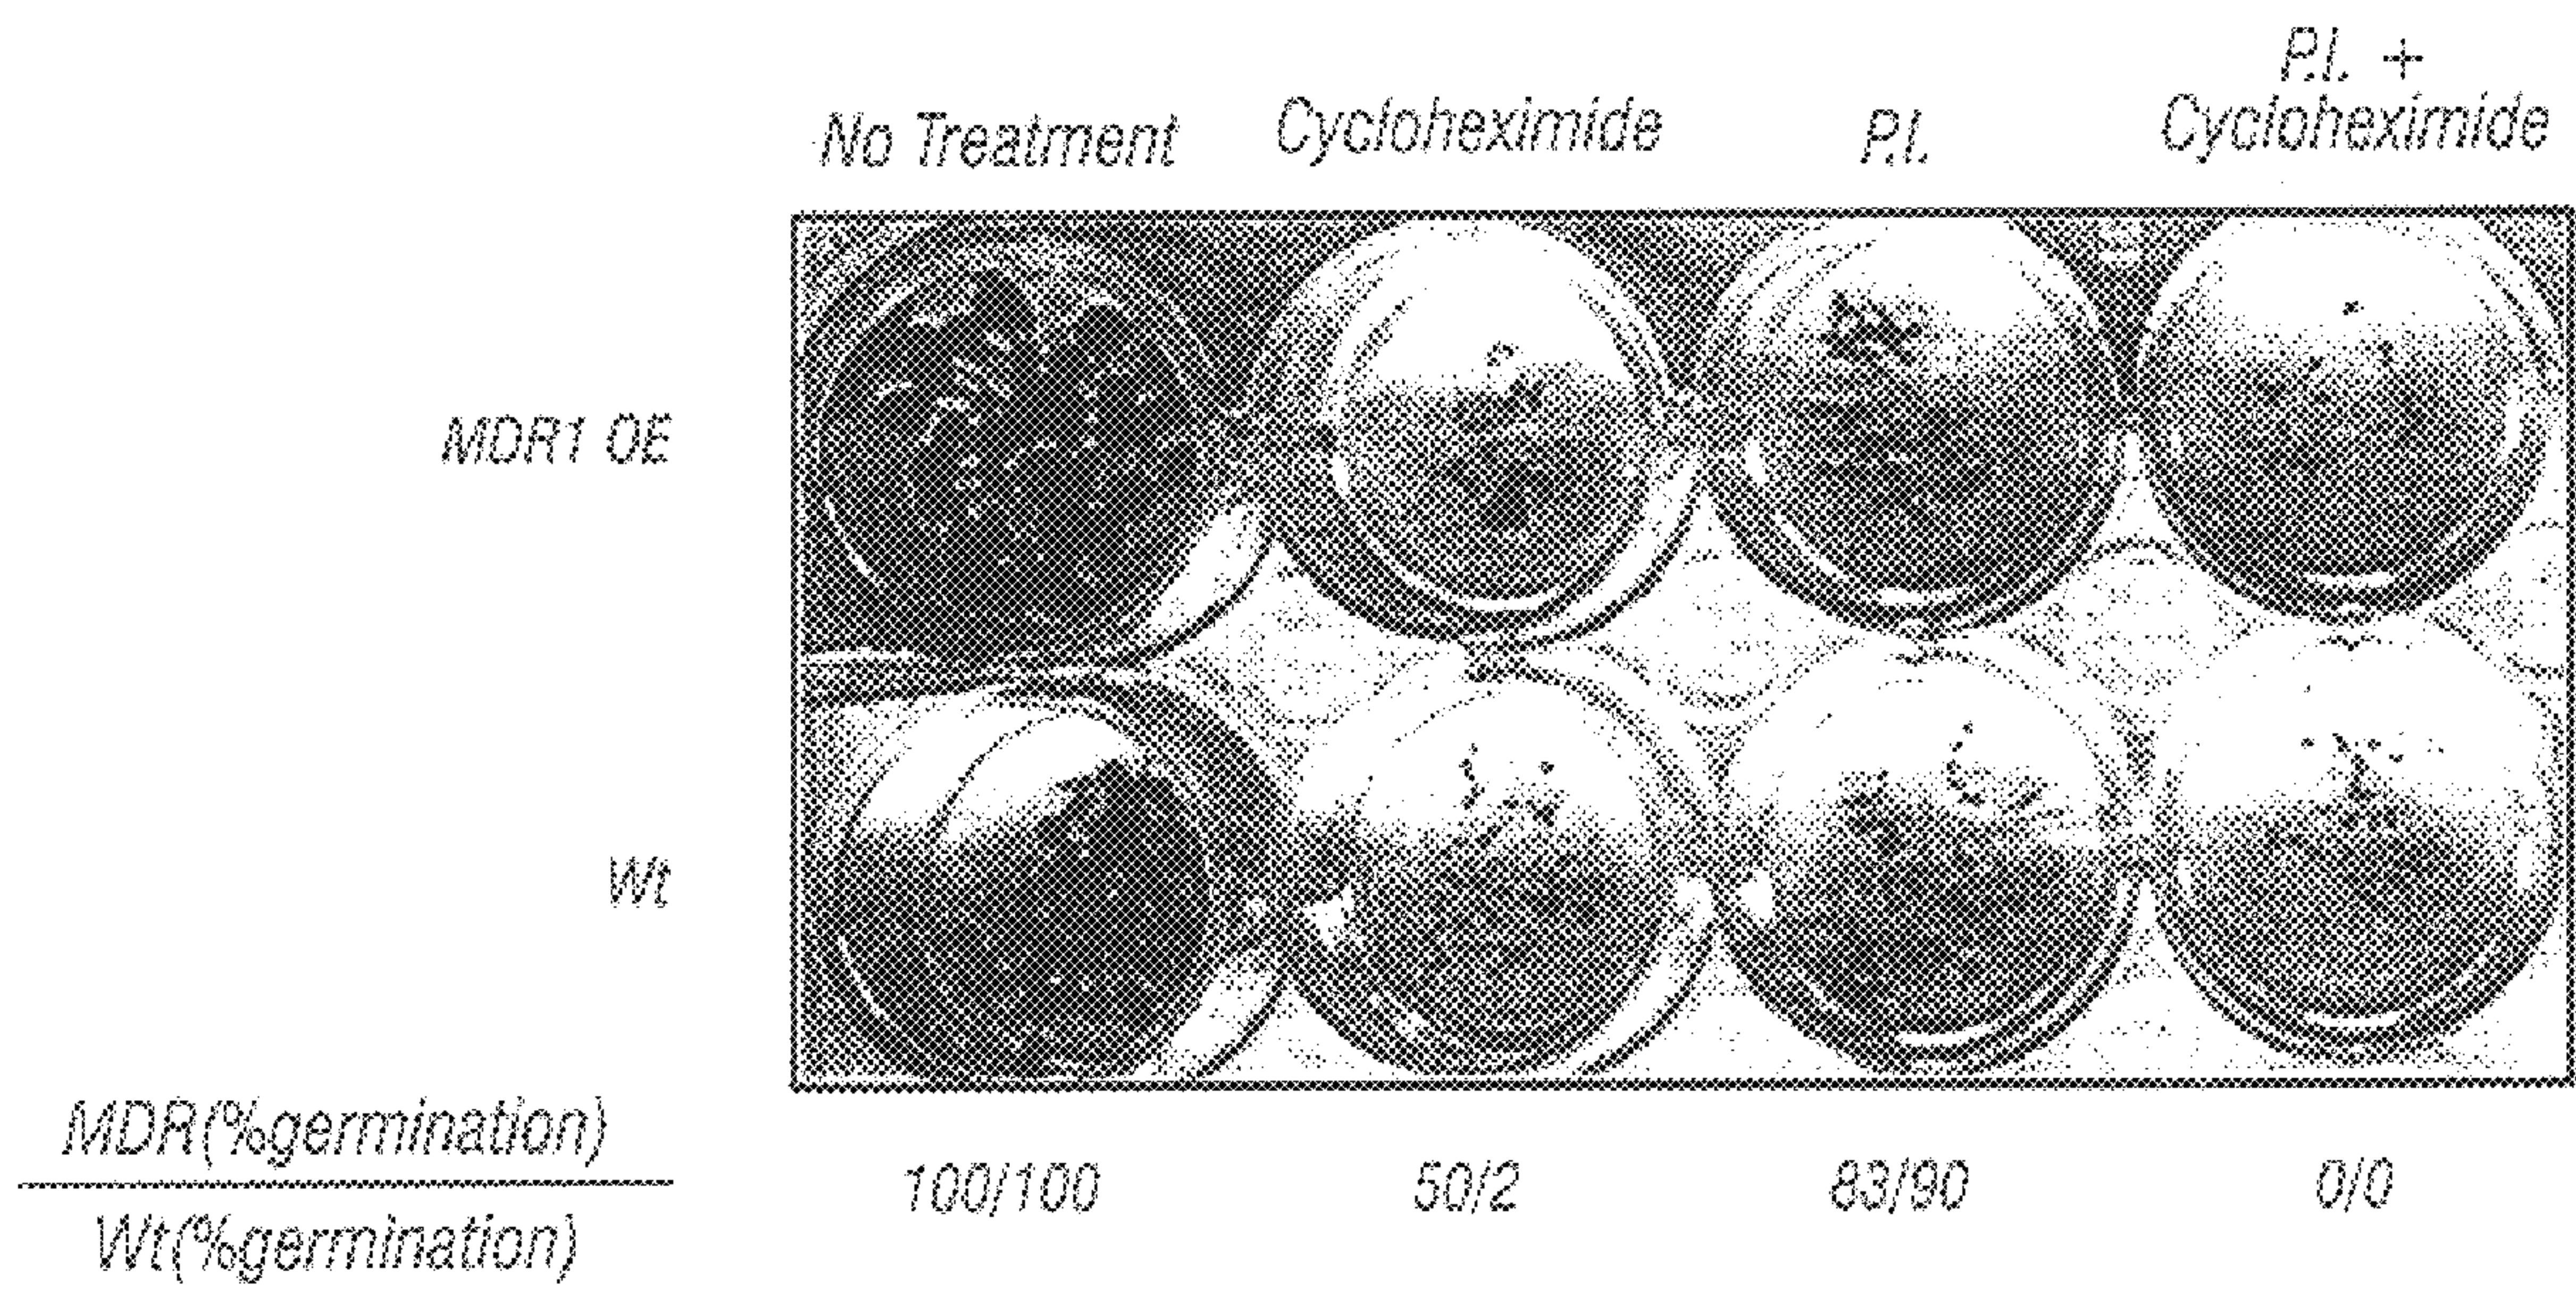 P.I. +
No Treatment Cycloheximide P.I. Cycloheximide
MDR1 OE
Wt
MDR(%germination)
100/100 50/2 83/90 0/0
Wt(%germination)